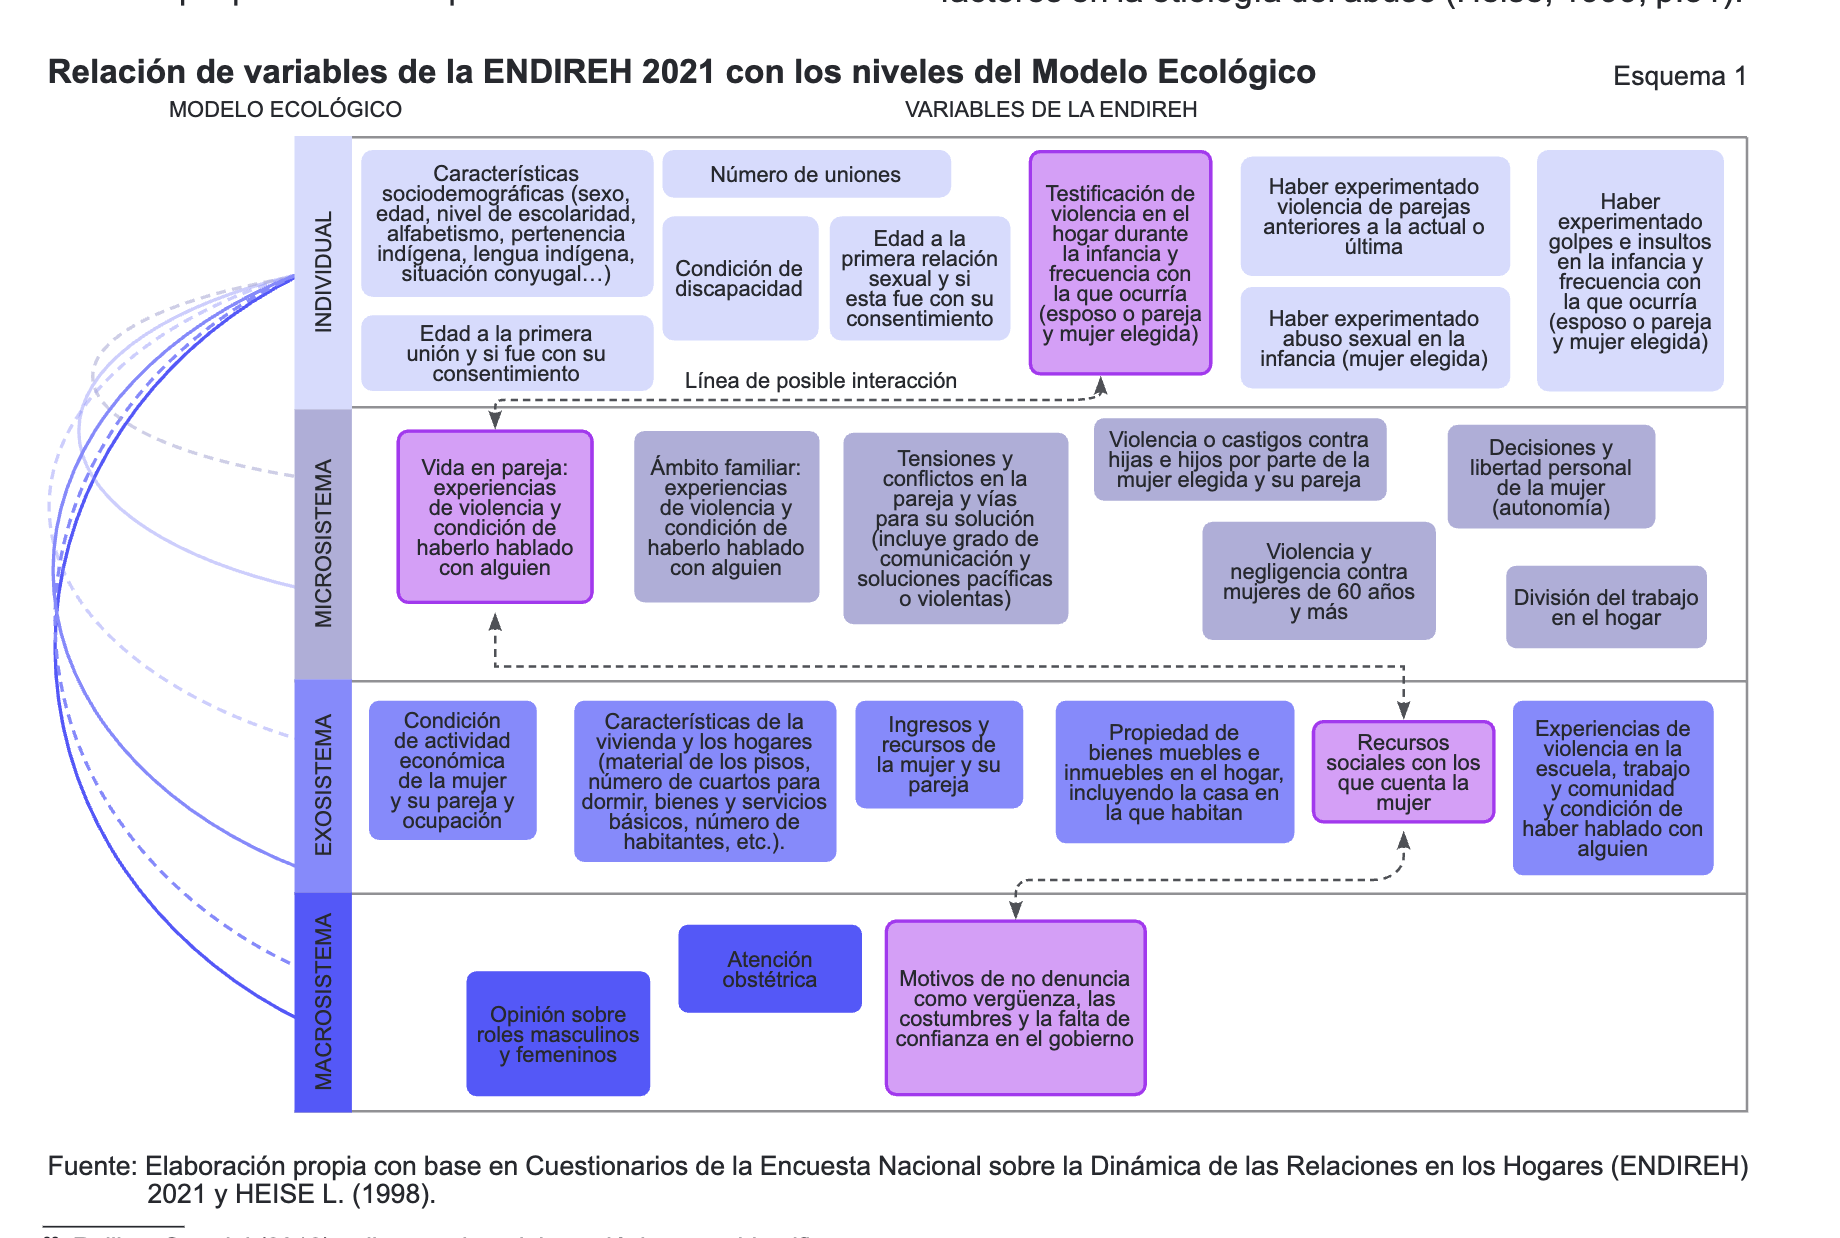 Relación de variables de la ENDIREH 2021 con los niveles del Modelo Ecológico
Esquema 1
MODELO ECOLÓGICO
VARIABLES DE LA ENDIREH
INDIVIDUAL
Características
sociodemográficas (sexo,
edad, nivel de escolaridad,
alfabetismo, pertenencia
indígena, lengua indígena,
situación conyugal…)
Edad a la primera
unión y si fue con su
consentimiento
Número de uniones
Condición de
discapacidad
Edad a la
primera relación
sexual y si
esta fue con su
consentimiento
Testificación de
violencia en el
hogar durante
la infancia y
frecuencia con
la que ocurría
(esposo o pareja
y mujer elegida)
Haber experimentado
violencia de parejas
anteriores a la actual o
última
Haber experimentado
abuso sexual en la
infancia (mujer elegida)
Haber
experimentado
golpes e insultos
en la infancia y
frecuencia con
la que ocurría
(esposo o pareja
y mujer elegida)
Línea de posible interacción
MICROSISTEMA
Vida en pareja:
experiencias
de violencia y
condición de
haberlo hablado
con alguien
Ámbito familiar:
experiencias
de violencia y
condición de
haberlo hablado
con alguien
Tensiones y
conflictos en la
pareja y vías
para su solución
(incluye grado de
comunicación y
soluciones pacíficas
o violentas)
Violencia o castigos contra
hijas e hijos por parte de la
mujer elegida y su pareja
Violencia y
negligencia contra
mujeres de 60 años
y más
Decisiones y
libertad personal
de la mujer
(autonomía)
División del trabajo
en el hogar
EXOSISTEMA
Condición
de actividad
económica
de la mujer
y su pareja y
ocupación
Características de la
vivienda y los hogares
(material de los pisos,
número de cuartos para
dormir, bienes y servicios
básicos, número de
habitantes, etc.).
Ingresos y
recursos de
la mujer y su
pareja
Propiedad de
bienes muebles e
inmuebles en el hogar,
incluyendo la casa en
la que habitan
Recursos
sociales con los
que cuenta la
mujer
Experiencias de
violencia en la
escuela, trabajo
y comunidad
y condición de
haber hablado con
alguien
MACROSISTEMA
Opinión sobre
roles masculinos
y femeninos
Atención
obstétrica
Motivos de no denuncia
como vergüenza, las
costumbres y la falta de
confianza en el gobierno
Fuente: Elaboración propia con base en Cuestionarios de la Encuesta Nacional sobre la Dinámica de las Relaciones en los Hogares (ENDIREH)
2021 y HEISE L. (1998).